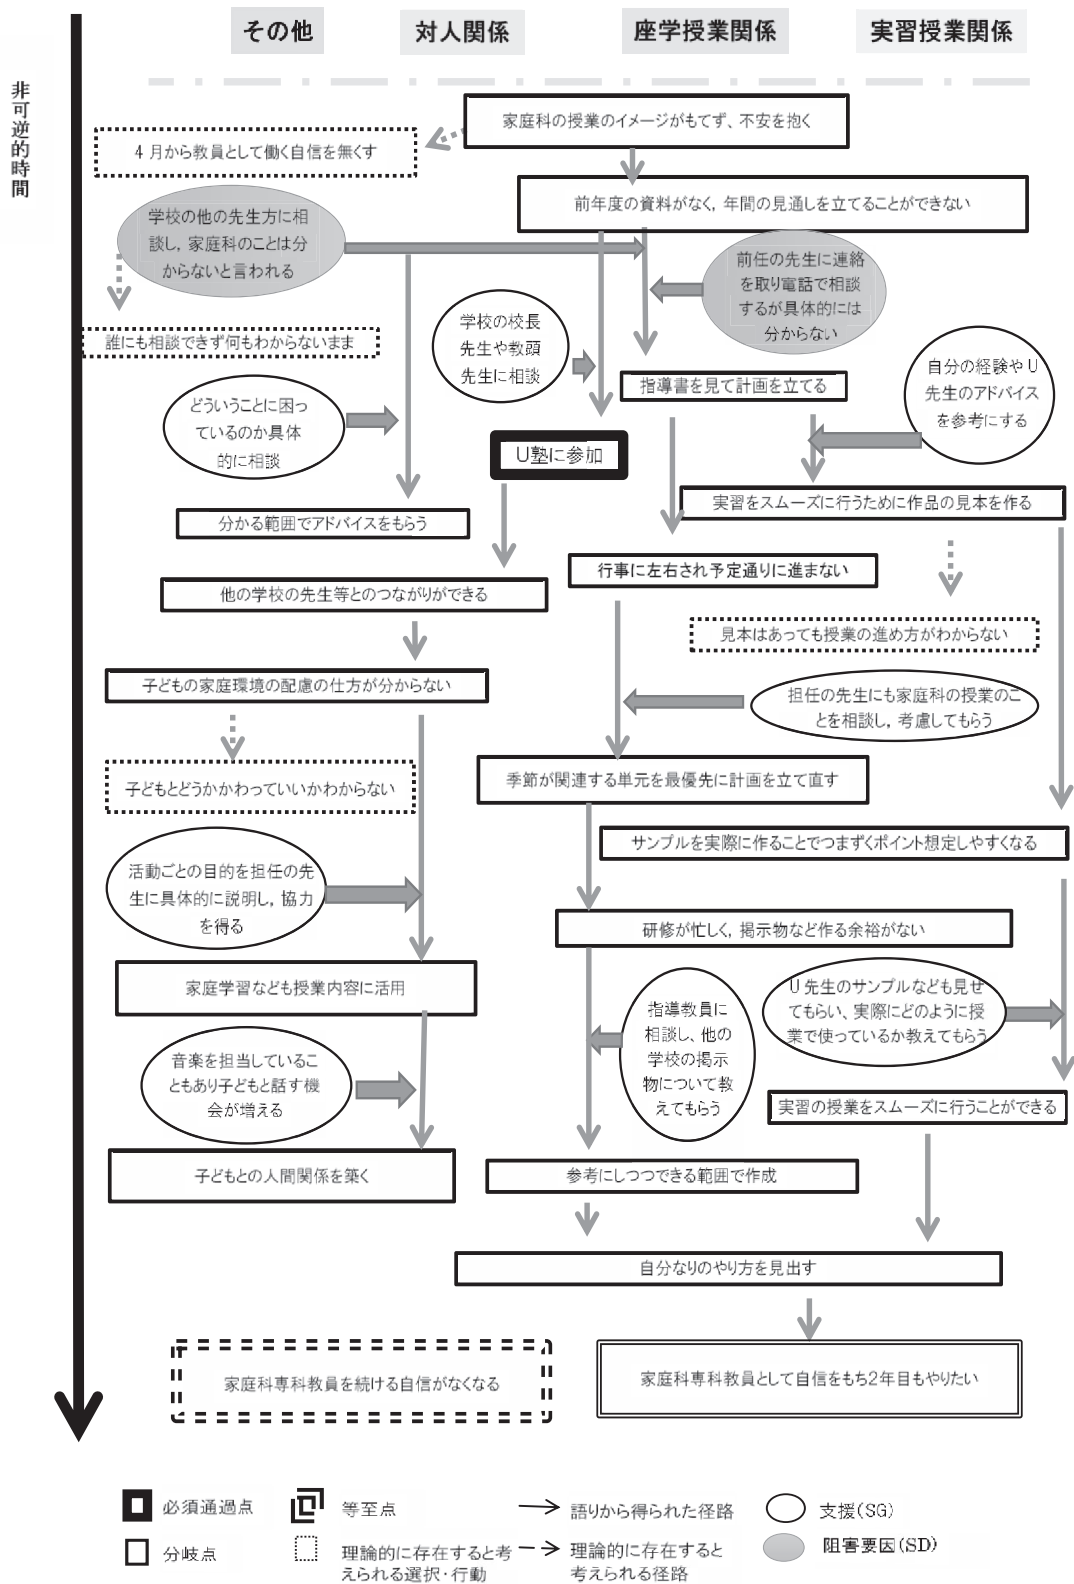 その他
対人関係
座学授業関係
実習授業関係
非可逆的時間
家庭科の授業のイメージがもてず、不安を抱く
4月から教員として働く自信を無くす
前年度の資料がなく，年間の見通しを立てることができない
学校の他の先生方に相
談し，家庭科のことは分
からないと言われる
前任の先生に連絡
を取り電話で相談
するが具体的には
分からない
誰にも相談できず何もわからないまま
学校の校長
先生や教頭
先生に相談
自分の経験やU
先生のアドバイス
を参考にする
指導書を見て計画を立てる
どういうことに困っ
ているのか具体
的に相談
U塾に参加
実習をスムーズに行うために作品の見本を作る
分かる範囲でアドバイスをもらう
行事に左右され予定通りに進まない
他の学校の先生等とのつながりができる
見本はあっても授業の進め方がわからない
子どもの家庭環境の配慮の仕方が分からない
担任の先生にも家庭科の授業のこ
とを相談し，考慮してもらう
子どもとどうかかわっていいかわからない
季節が関連する単元を最優先に計画を立て直す
サンプルを実際に作ることでつまずくポイント想定しやすくなる
活動ごとの目的を担任の先
生に具体的に説明し，協力
を得る
研修が忙しく，掲示物など作る余裕がない
家庭学習なども授業内容に活用
U先生のサンプルなども見せ
てもらい、実際にどのように授
業で使っているか教えてもらう
指導教員に
相談し、他の
学校の掲示
物について教
えてもらう
音楽を担当しているこ
ともあり子どもと話す機
会が増える
実習の授業をスムーズに行うことができる
子どもとの人間関係を築く
参考にしつつできる範囲で作成
自分なりのやり方を見出す
家庭科専科教員を続ける自信がなくなる
家庭科専科教員として自信をもち2年目もやりたい
必須通過点
等至点
語りから得られた経路
支援(SG)
分岐点
理論的に存在すると考
えられる選択・行動
理論的に存在すると
考えられる径路
阻害要因(SD)